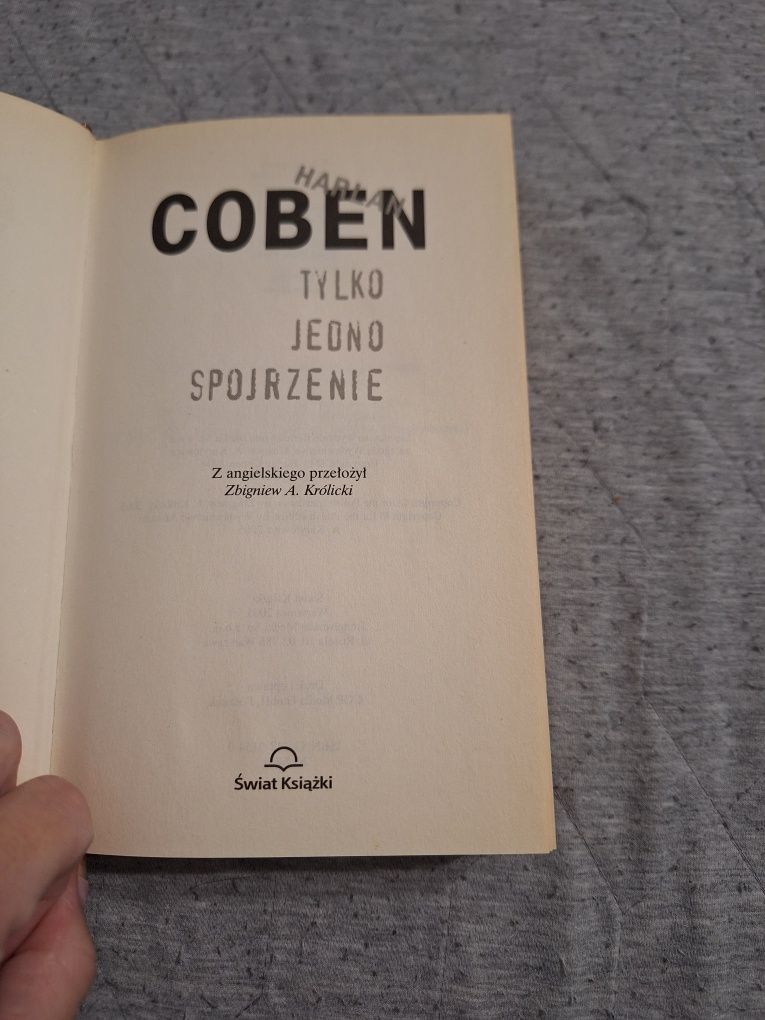 HARLAN
COBEN
TYLKO
JEDNO
SPOJRZENIE
Z angielskiego przełożył
Zbigniew A. Królicki
Świat Książki